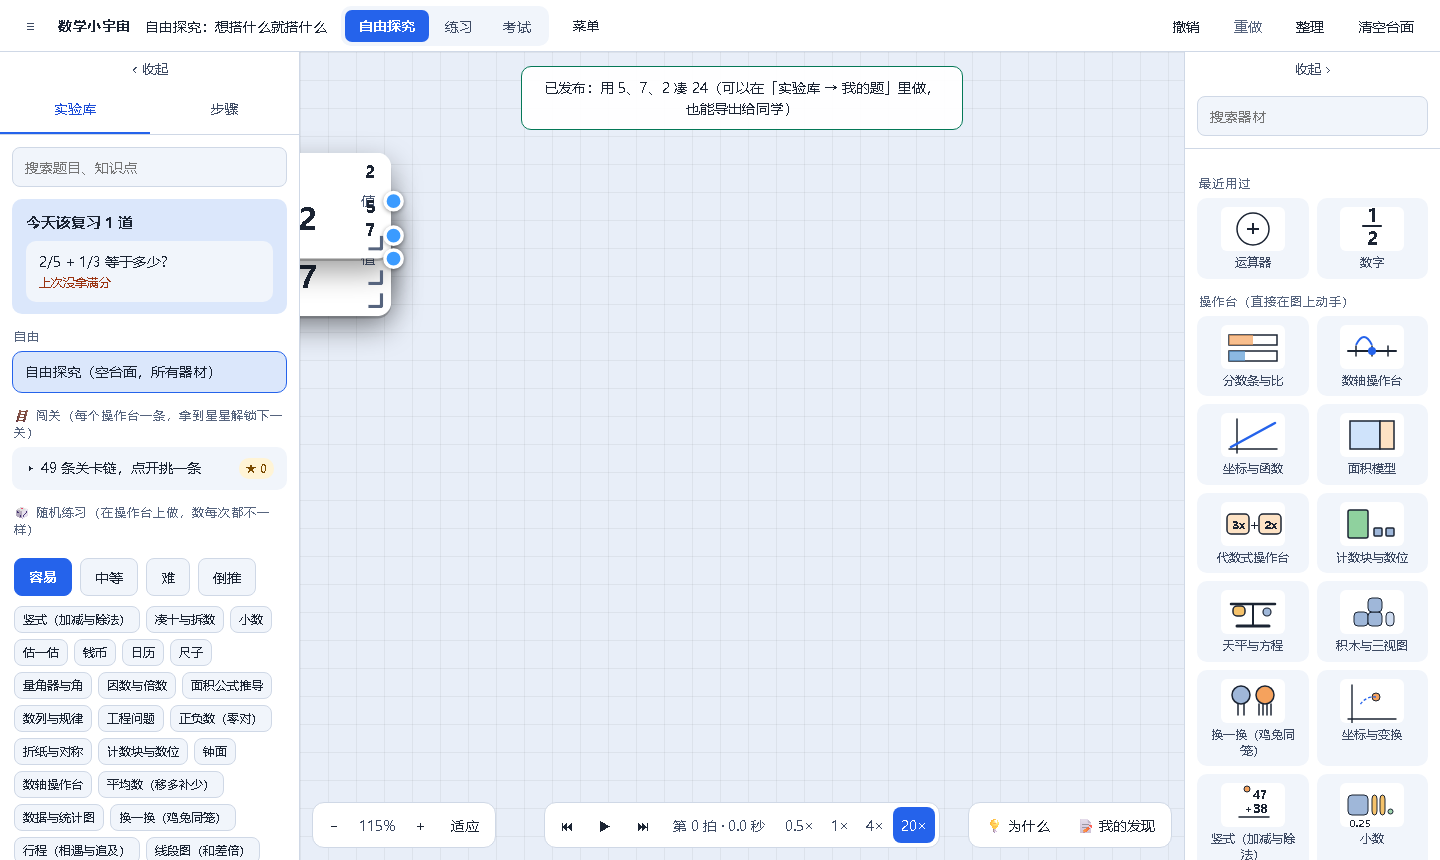 ≡ 数学小宇宙 自由探究：想搭什么就搭什么 自由探究 练习 考试 菜单 撤销 重做 整理 清空台面
‹ 收起
实验库 步骤
搜索题目、知识点
今天该复习 1 道
2/5 + 1/3 等于多少？
上次没拿满分
自由
自由探究（空台面，所有器材）
闯关（每个操作台一条，拿到星星解锁下一
关）
49 条关卡链，点开挑一条 ★ 0
随机练习（在操作台上做，数每次都不一
样）
容易 中等 难 倒推
竖式（加减与除法） 凑十与拆数 小数
估一估 钱币 日历 尺子
量角器与角 因数与倍数 面积公式推导
数列与规律 工程问题 正负数（零对）
折纸与对称 计数块与数位 钟面
数轴操作台 平均数（移多补少）
数据与统计图 换一换（鸡兔同笼）
行程（相遇与追及） 线段图（和差倍）
已发布：用 5、7、2 凑 24（可以在「实验库 → 我的题」里做，
也能导出给同学）
2
值
5
2
7
值
7
− 115% + 适应
第 0 拍 · 0.0 秒 0.5× 1× 4× 20×
为什么 我的发现
收起 ›
搜索器材
最近用过
1
2
运算器 数字
操作台（直接在图上动手）
分数条与比 数轴操作台
坐标与函数 面积模型
3x + 2x
代数式操作台 计数块与数位
天平与方程 积木与三视图
换一换（鸡兔同
笼） 坐标与变换
47
+38
竖式（加减与除
法）
0.25
小数